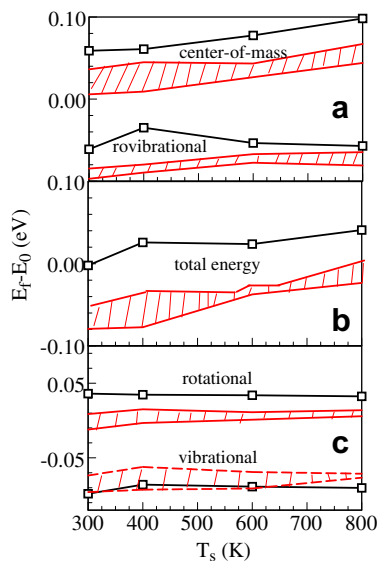 0.10
center-of-mass
0.00
a
rovibrational
0.10
E_f-E_0 (eV)
0.00
total energy
b
-0.10
0.05
rotational
c
-0.05
vibrational
300 400 500 600 700 800
T_s (K)